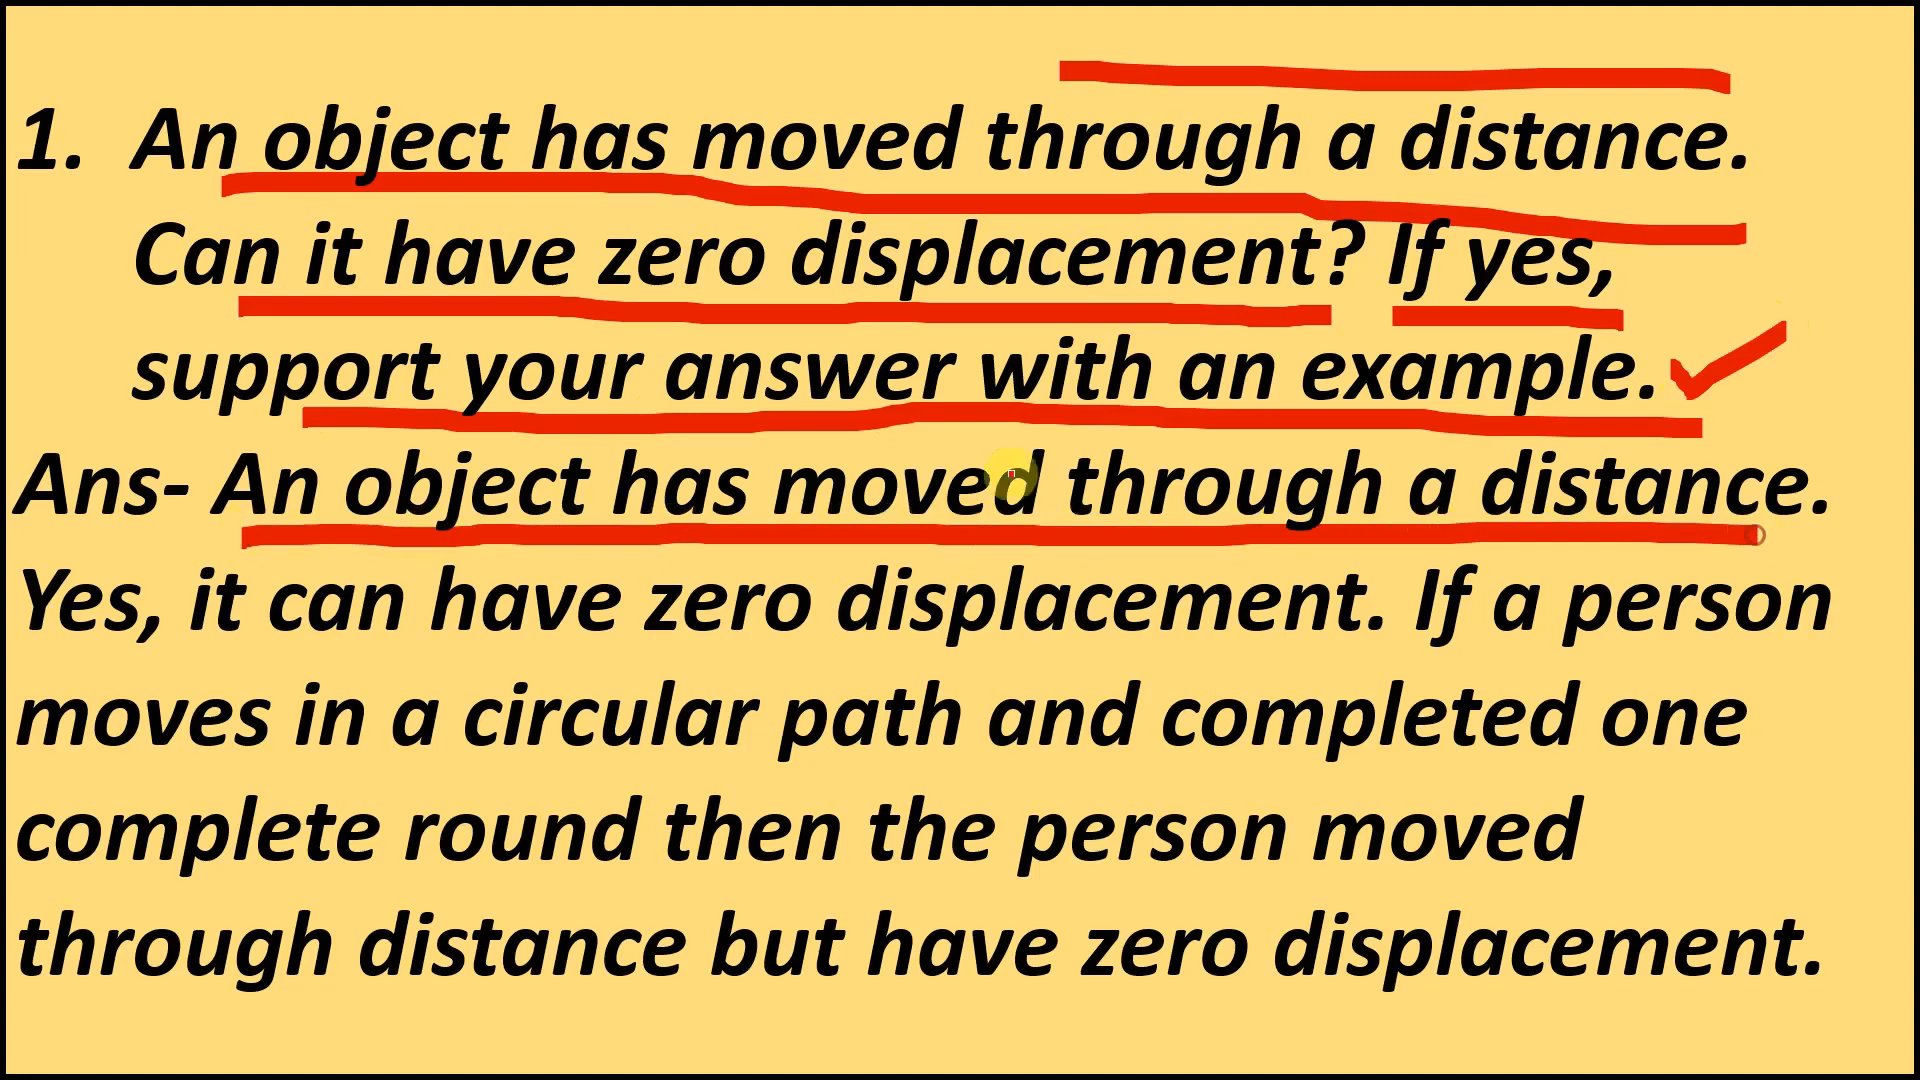 1. An object has moved through a distance.
Can it have zero displacement? If yes,
support your answer with an example.
Ans- An object has moved through a distance.
Yes, it can have zero displacement. If a person
moves in a circular path and completed one
complete round then the person moved
through distance but have zero displacement.